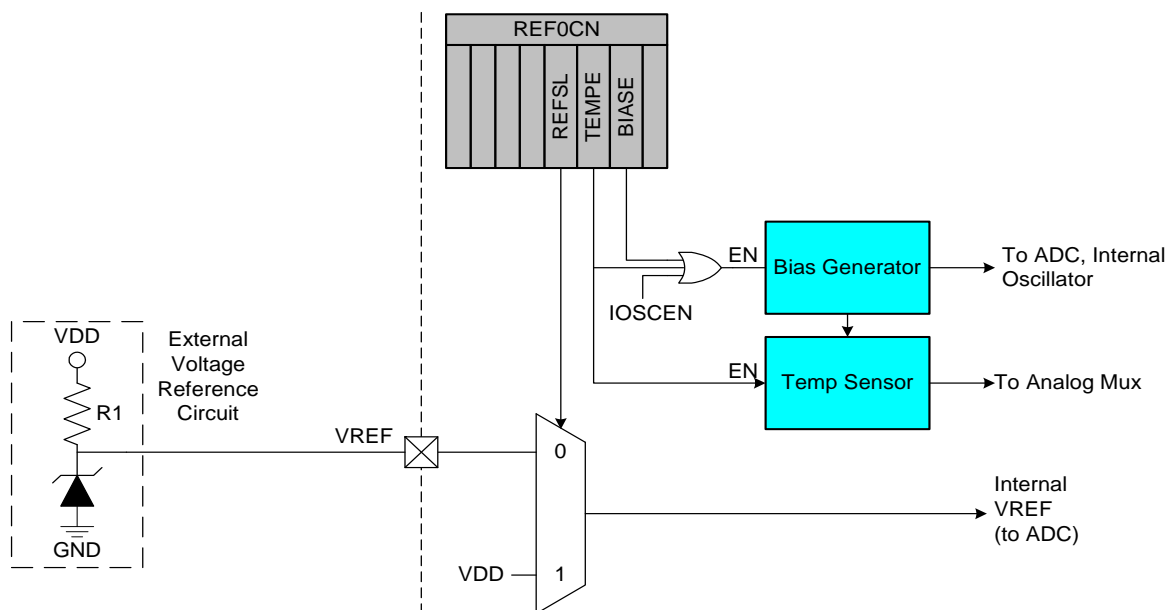 REF0CN
REFSL
TEMPE
BIASE
EN
Bias Generator
To ADC, Internal
Oscillator
IOSCEN
VDD
External
Voltage
Reference
Circuit
R1
EN
Temp Sensor
To Analog Mux
VREF
0
Internal
VREF
(to ADC)
GND
VDD
1